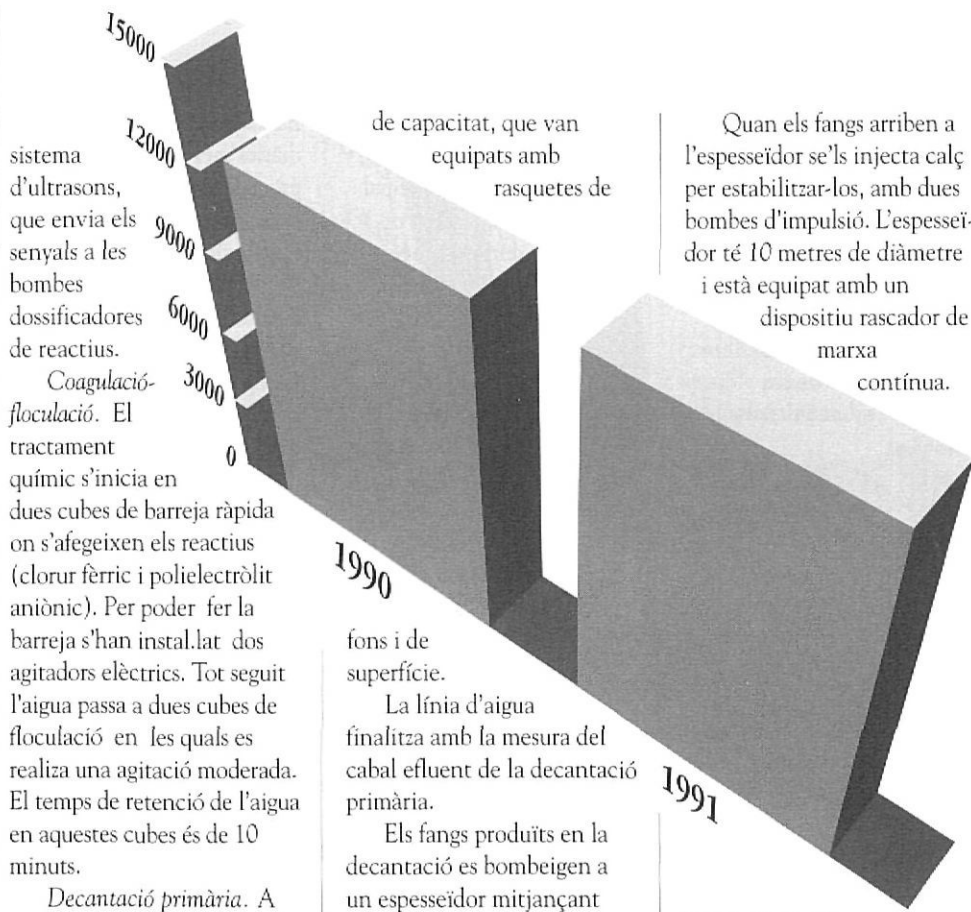 15000
12000
9000
6000
3000
0
1990
1991
sistema
d'ultrasons,
que envia els
senyals a les
bombes
dossificadores
de reactius.
Coagulació-
floculació. El
tractament
químic s'inicia en
dues cubes de barreja ràpida
on s'afegeixen els reactius
(clorur fèrric i polielectròlit
aniònic). Per poder fer la
barreja s'han instal.lat dos
agitadors elèctrics. Tot seguit
l'aigua passa a dues cubes de
floculació en les quals es
realiza una agitació moderada.
El temps de retenció de l'aigua
en aquestes cubes és de 10
minuts.
Decantació primària. A
de capacitat, que van
equipats amb
rasquetes de
fons i de
superfície.
La línia d'aigua
finalitza amb la mesura del
cabal efluent de la decantació
primària.
Els fangs produïts en la
decantació es bombeigen a
un espesseïdor mitjançant
Quan els fangs arriben a
l'espesseïdor se'ls injecta calç
per estabilitzar-los, amb dues
bombes d'impulsió. L'espesseï-
dor té 10 metres de diàmetre
i està equipat amb un
dispositiu rascador de
marxa
contínua.